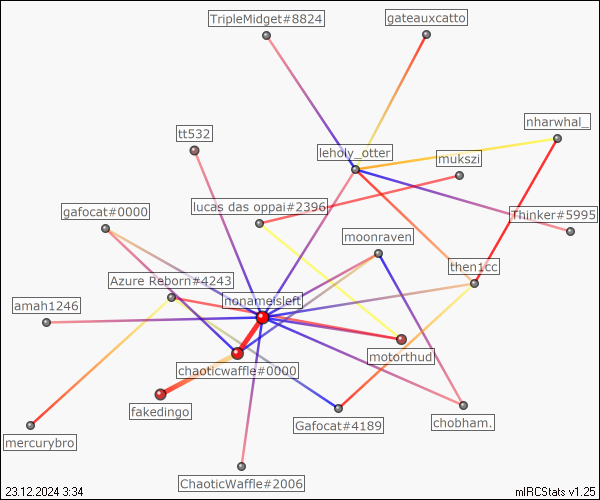 TripleMidget#8824
gateauxcatto
nharwhal_
tt532
leholy_otter
mukszi
lucas das oppai#2396
Thinker#5995
gafocat#0000
moonraven
then1cc
Azure Reborn#4243
nonameisleft
amah1246
motorthud
chaoticwaffle#0000
fakedingo
Gafocat#4189
chobham.
mercurybro
ChaoticWaffle#2006
23.12.2024 3:34
mIRCStats v1.25